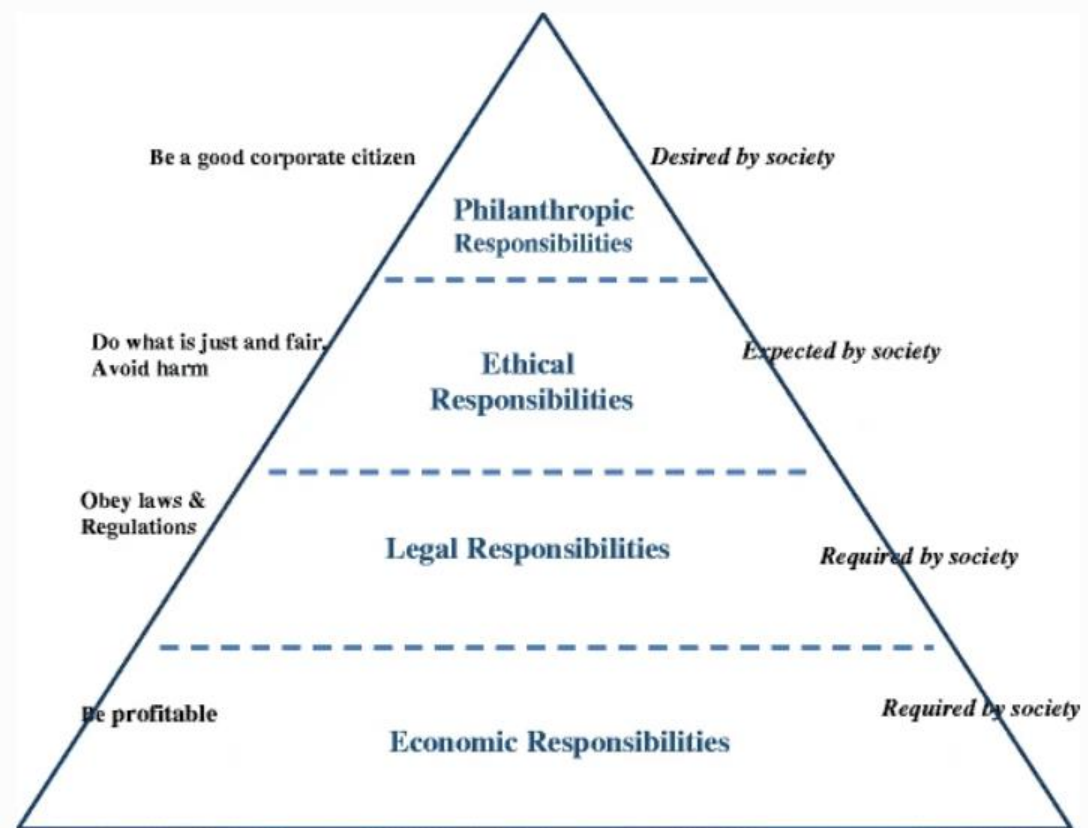 Be a good corporate citizen
Desired by society
Philanthropic
Responsibilities
Do what is just and fair,
Avoid harm
Expected by society
Ethical
Responsibilities
Obey laws &
Regulations
Legal Responsibilities
Required by society
Be profitable
Required by society
Economic Responsibilities